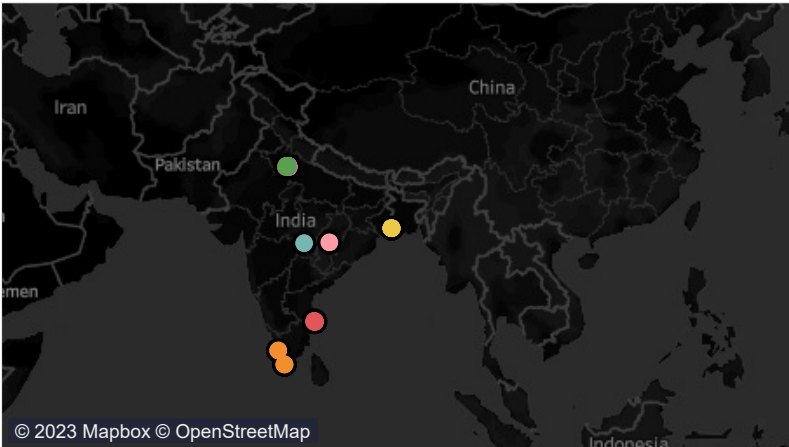 China
Iran
Pakistan
India
emen
Indonesia
© 2023 Mapbox © OpenStreetMap